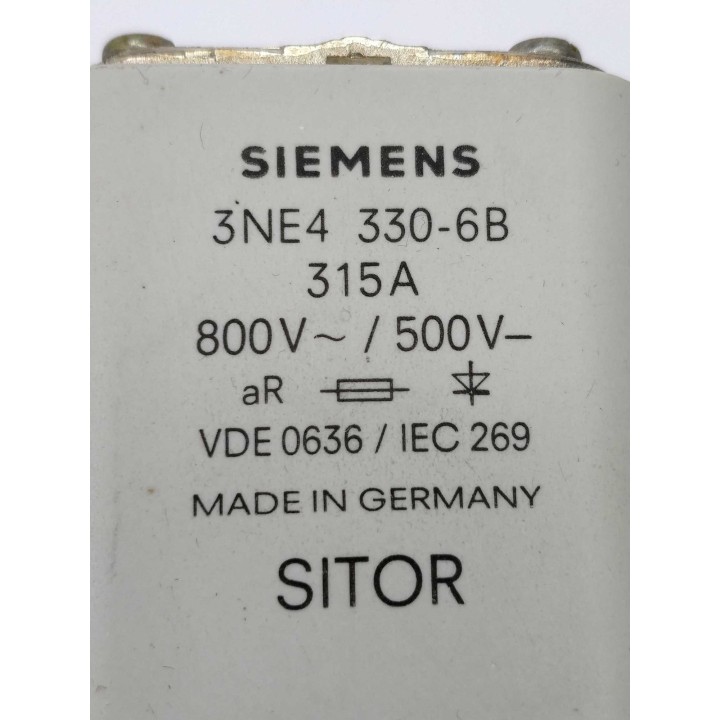 SIEMENS
3NE4 330-6B
315A
800V~ / 500V–
aR
VDE 0636 / IEC 269
MADE IN GERMANY
SITOR